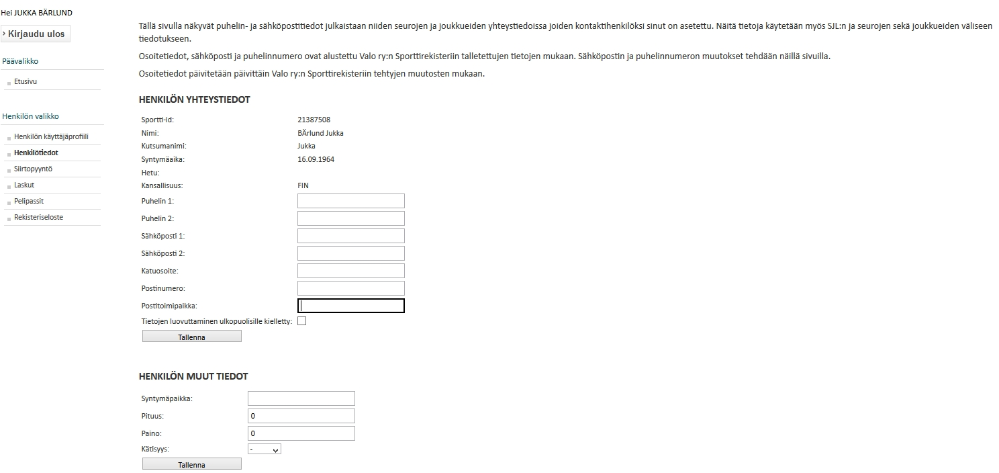 Hei JUKKA BÄRLUND
› Kirjaudu ulos
Päävalikko
Etusivu
Henkilön valikko
Henkilön käyttäjäprofiili
Henkilötiedot
Siirtopyyntö
Laskut
Pelipassit
Rekisteriseloste
Tällä sivulla näkyvät puhelin- ja sähköpostitiedot julkaistaan niiden seurojen ja joukkueiden yhteystiedoissa joiden kontaktihenkilöksi sinut on asetettu. Näitä tietoja käytetään myös SJL:n ja seurojen sekä joukkueiden väliseen
tiedotukseen.
Osoitetiedot, sähköposti ja puhelinnumero ovat alustettu Valo ry:n Sporttirekisteriin talletettujen tietojen mukaan. Sähköpostin ja puhelinnumeron muutokset tehdään näillä sivuilla.
Osoitetiedot päivitetään päivittäin Valo ry:n Sporttirekisteriin tehtyjen muutosten mukaan.
HENKILÖN YHTEYSTIEDOT
Sportti-id: 21387508
Nimi: BÄrlund Jukka
Kutsumanimi: Jukka
Syntymäaika: 16.09.1964
Hetu:
Kansallisuus: FIN
Puhelin 1:
Puhelin 2:
Sähköposti 1:
Sähköposti 2:
Katuosoite:
Postinumero:
Postitoimipaikka:
Tietojen luovuttaminen ulkopuolisille kielletty:
Tallenna
HENKILÖN MUUT TIEDOT
Syntymäpaikka:
Pituus: 0
Paino: 0
Kätisyys: -
Tallenna